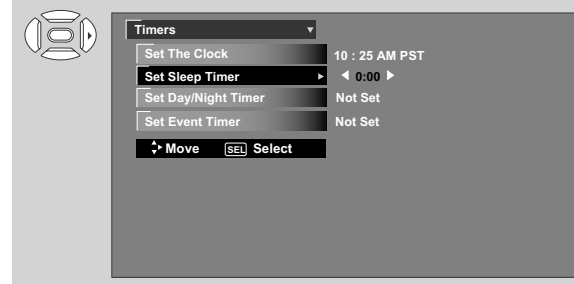 Timers
Set The Clock 10 : 25 AM PST
Set Sleep Timer 0:00
Set Day/Night Timer Not Set
Set Event Timer Not Set
Move SEL Select